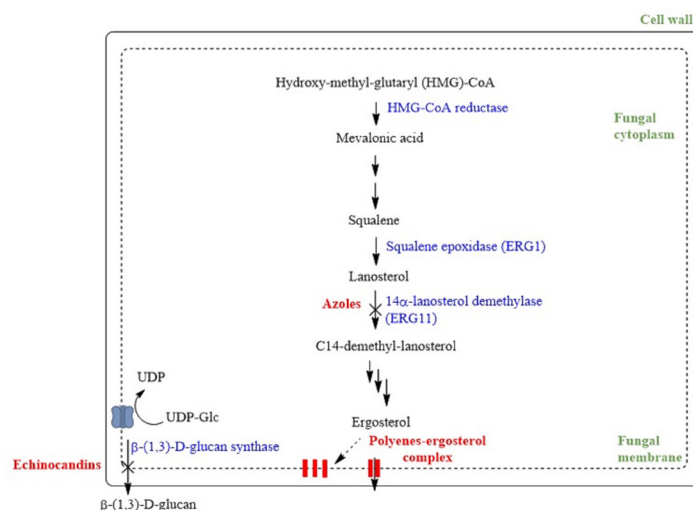 Cell wall
Hydroxy-methyl-glutaryl (HMG)-CoA
HMG-CoA reductase
Fungal
cytoplasm
Mevalonic acid
Squalene
Squalene epoxidase (ERG1)
Lanosterol
Azoles
14α-lanosterol demethylase
(ERG11)
C14-demethyl-lanosterol
UDP
UDP-Glc
Ergosterol
β-(1,3)-D-glucan synthase
Polyenes-ergosterol
complex
Fungal
membrane
Echinocandins
β-(1,3)-D-glucan